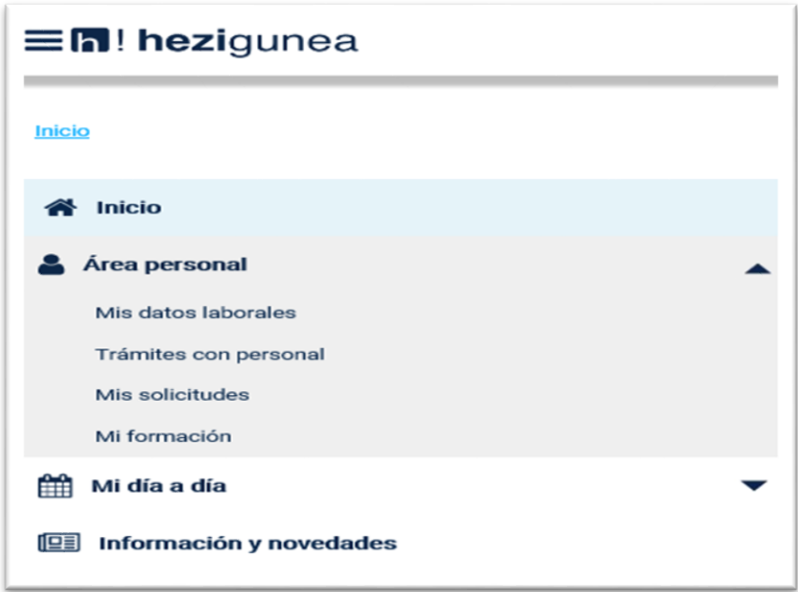 h! hezigunea
Inicio
Inicio
Área personal
Mis datos laborales
Trámites con personal
Mis solicitudes
Mi formación
Mi día a día
Información y novedades